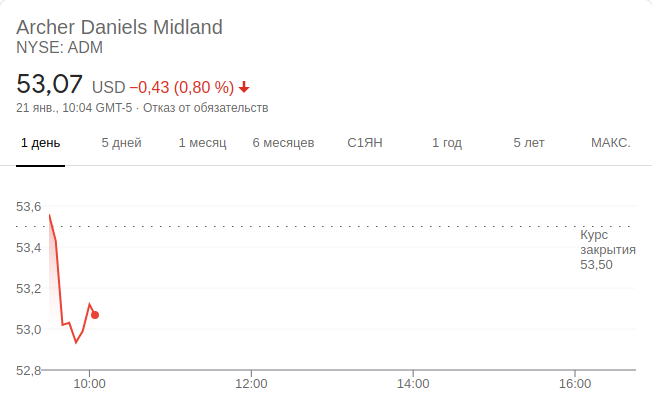 Archer Daniels Midland
NYSE: ADM
53,07 USD −0,43 (0,80 %)
21 янв., 10:04 GMT-5 · Отказ от обязательств
1 день 5 дней 1 месяц 6 месяцев С1ЯН 1 год 5 лет МАКС.
53,6
Курс
53,4 закрытия
53,50
53,2
53,0
52,8
10:00 12:00 14:00 16:00